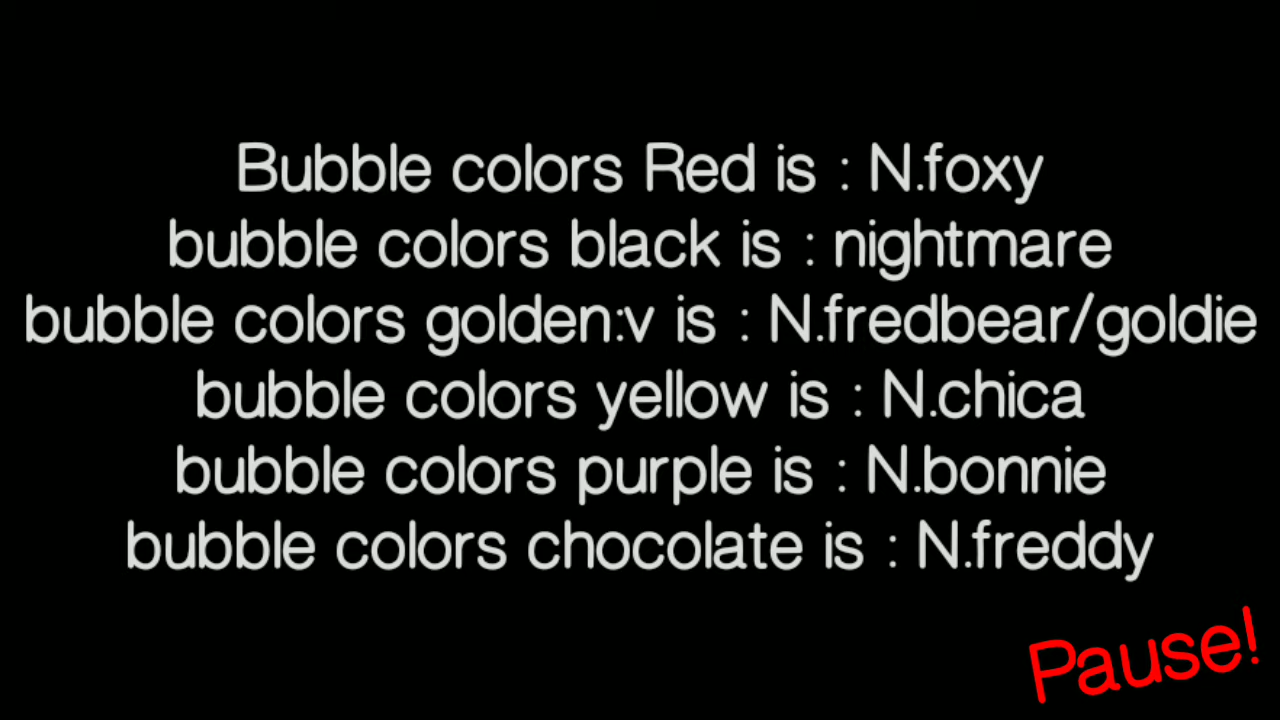 Bubble colors Red is : N.foxy
bubble colors black is : nightmare
bubble colors golden:v is : N.fredbear/goldie
bubble colors yellow is : N.chica
bubble colors purple is : N.bonnie
bubble colors chocolate is : N.freddy
Pause!